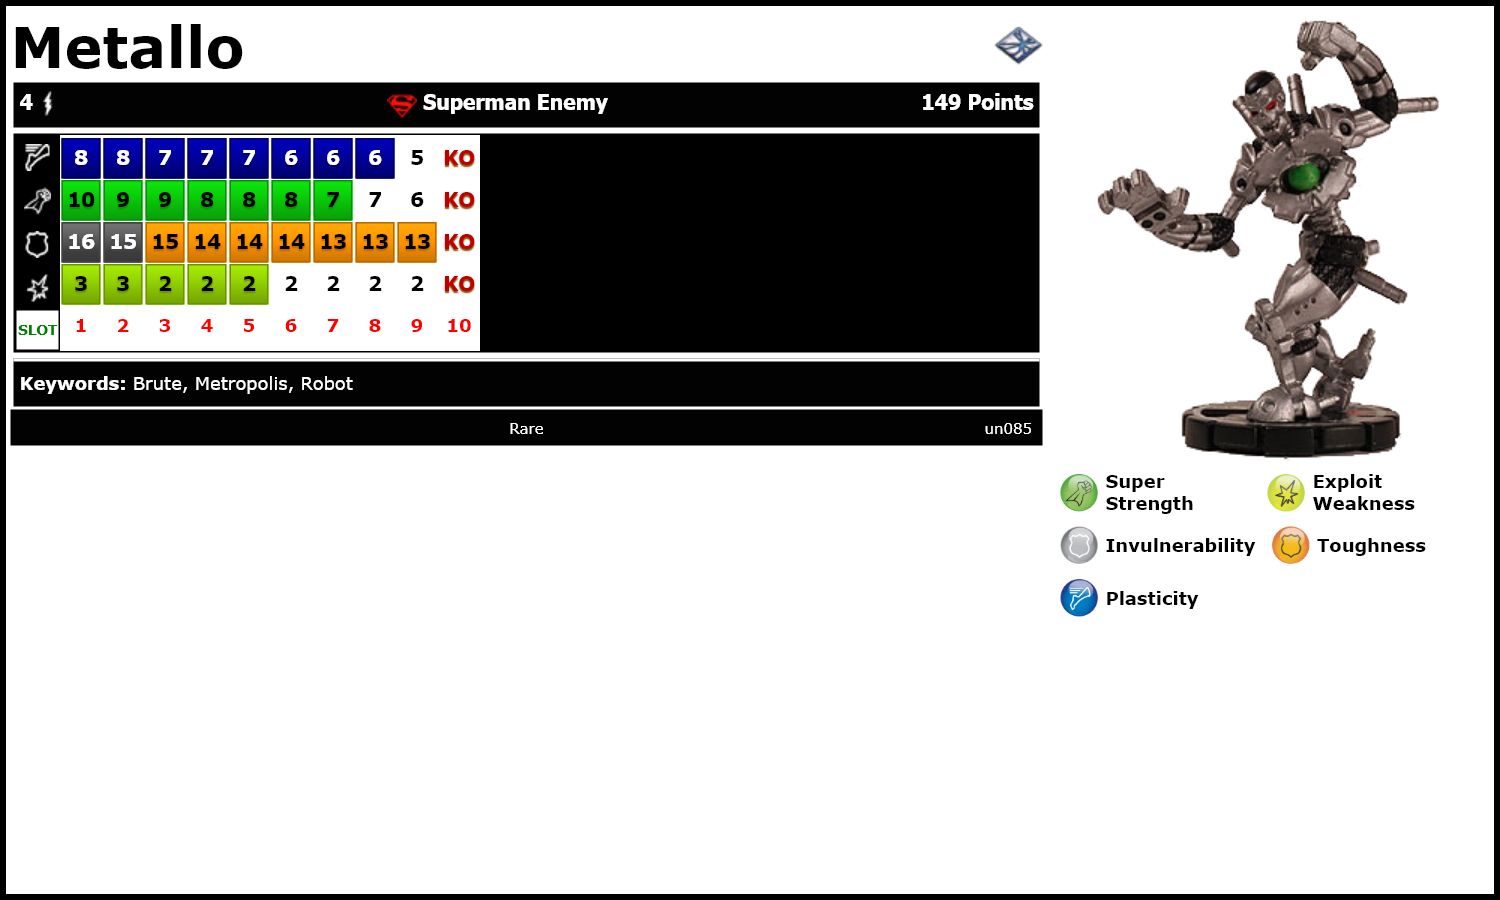 Metallo
4 Superman Enemy 149 Points
8 8 7 7 7 6 6 6 5 KO
10 9 9 8 8 8 7 7 6 KO
16 15 15 14 14 14 13 13 13 KO
3 3 2 2 2 2 2 2 2 KO
SLOT 1 2 3 4 5 6 7 8 9 10
Keywords: Brute, Metropolis, Robot
Rare un085
Super Strength
Exploit Weakness
Invulnerability
Toughness
Plasticity